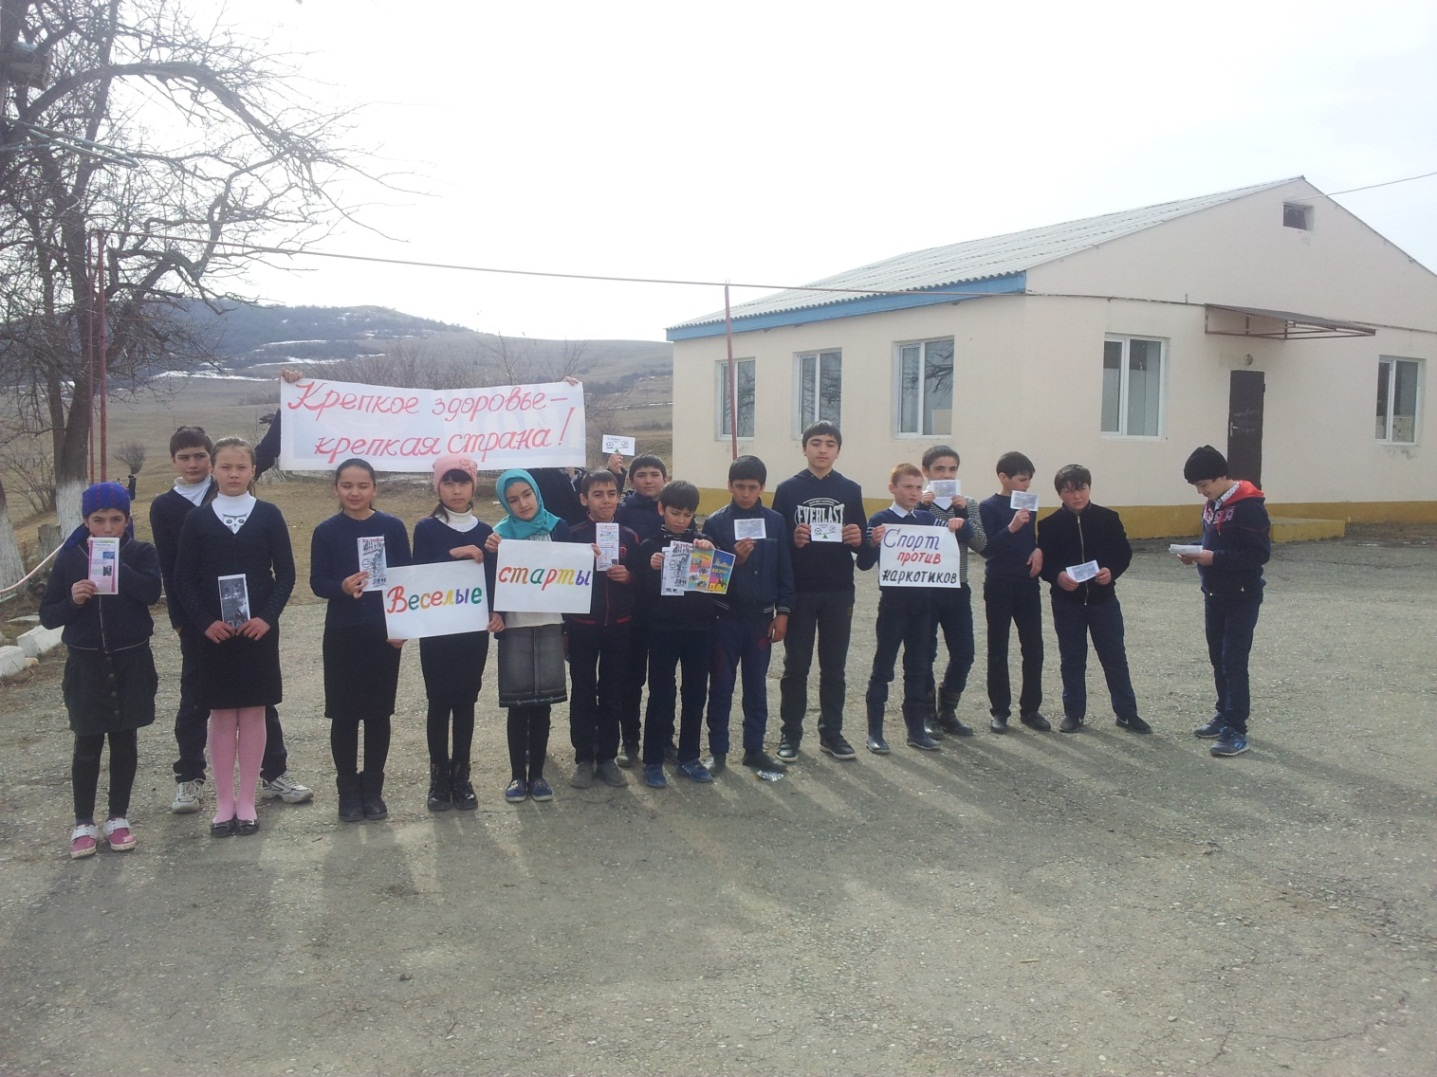 Крепкое здоровье –
крепкая страна!
Веселые
старты
EVERLAST
Спорт
против
наркотиков